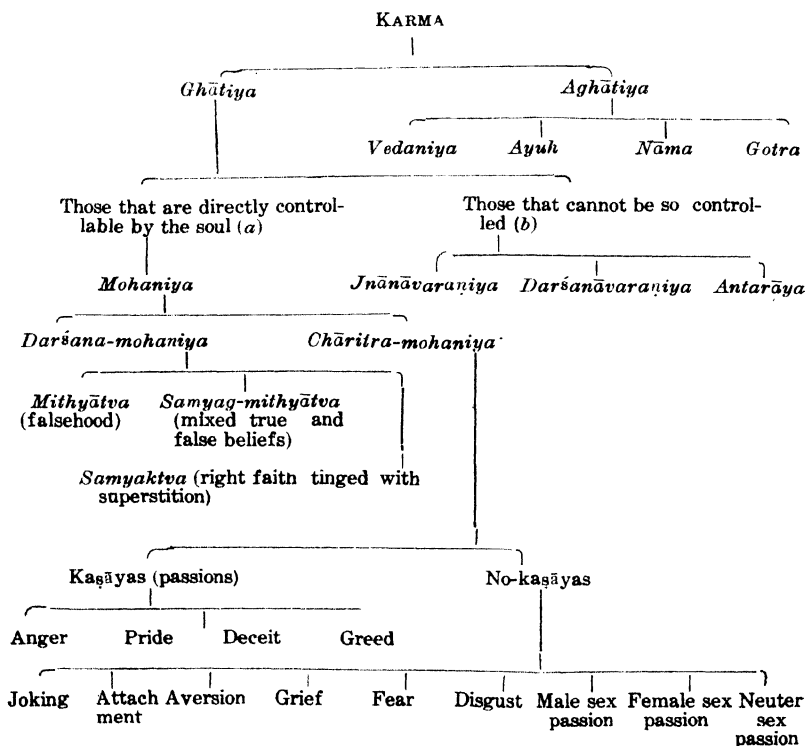 KARMA
Ghātiya Aghātiya
Vedaniya Ayuh Nāma Gotra
Those that are directly control-
lable by the soul (a)
Those that cannot be so control-
led (b)
Mohaniya Jnānāvaraṇiya Darśanāvaraṇiya Antarāya
Darśana-mohaniya Chāritra-mohaniya
Mithyātva
(falsehood)
Samyag-mithyātva
(mixed true and
false beliefs)
Samyaktva (right faith tinged with
superstition)
Kaṣāyas (passions) No-kaṣāyas
Anger Pride Deceit Greed
Joking
Attach
ment
Aversion
Grief
Fear
Disgust
Male sex
passion
Female sex
passion
Neuter
sex
passion